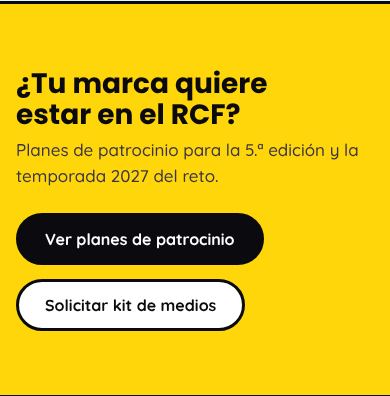 ¿Tu marca quiere
estar en el RCF?
Planes de patrocinio para la 5.ª edición y la
temporada 2027 del reto.
Ver planes de patrocinio
Solicitar kit de medios